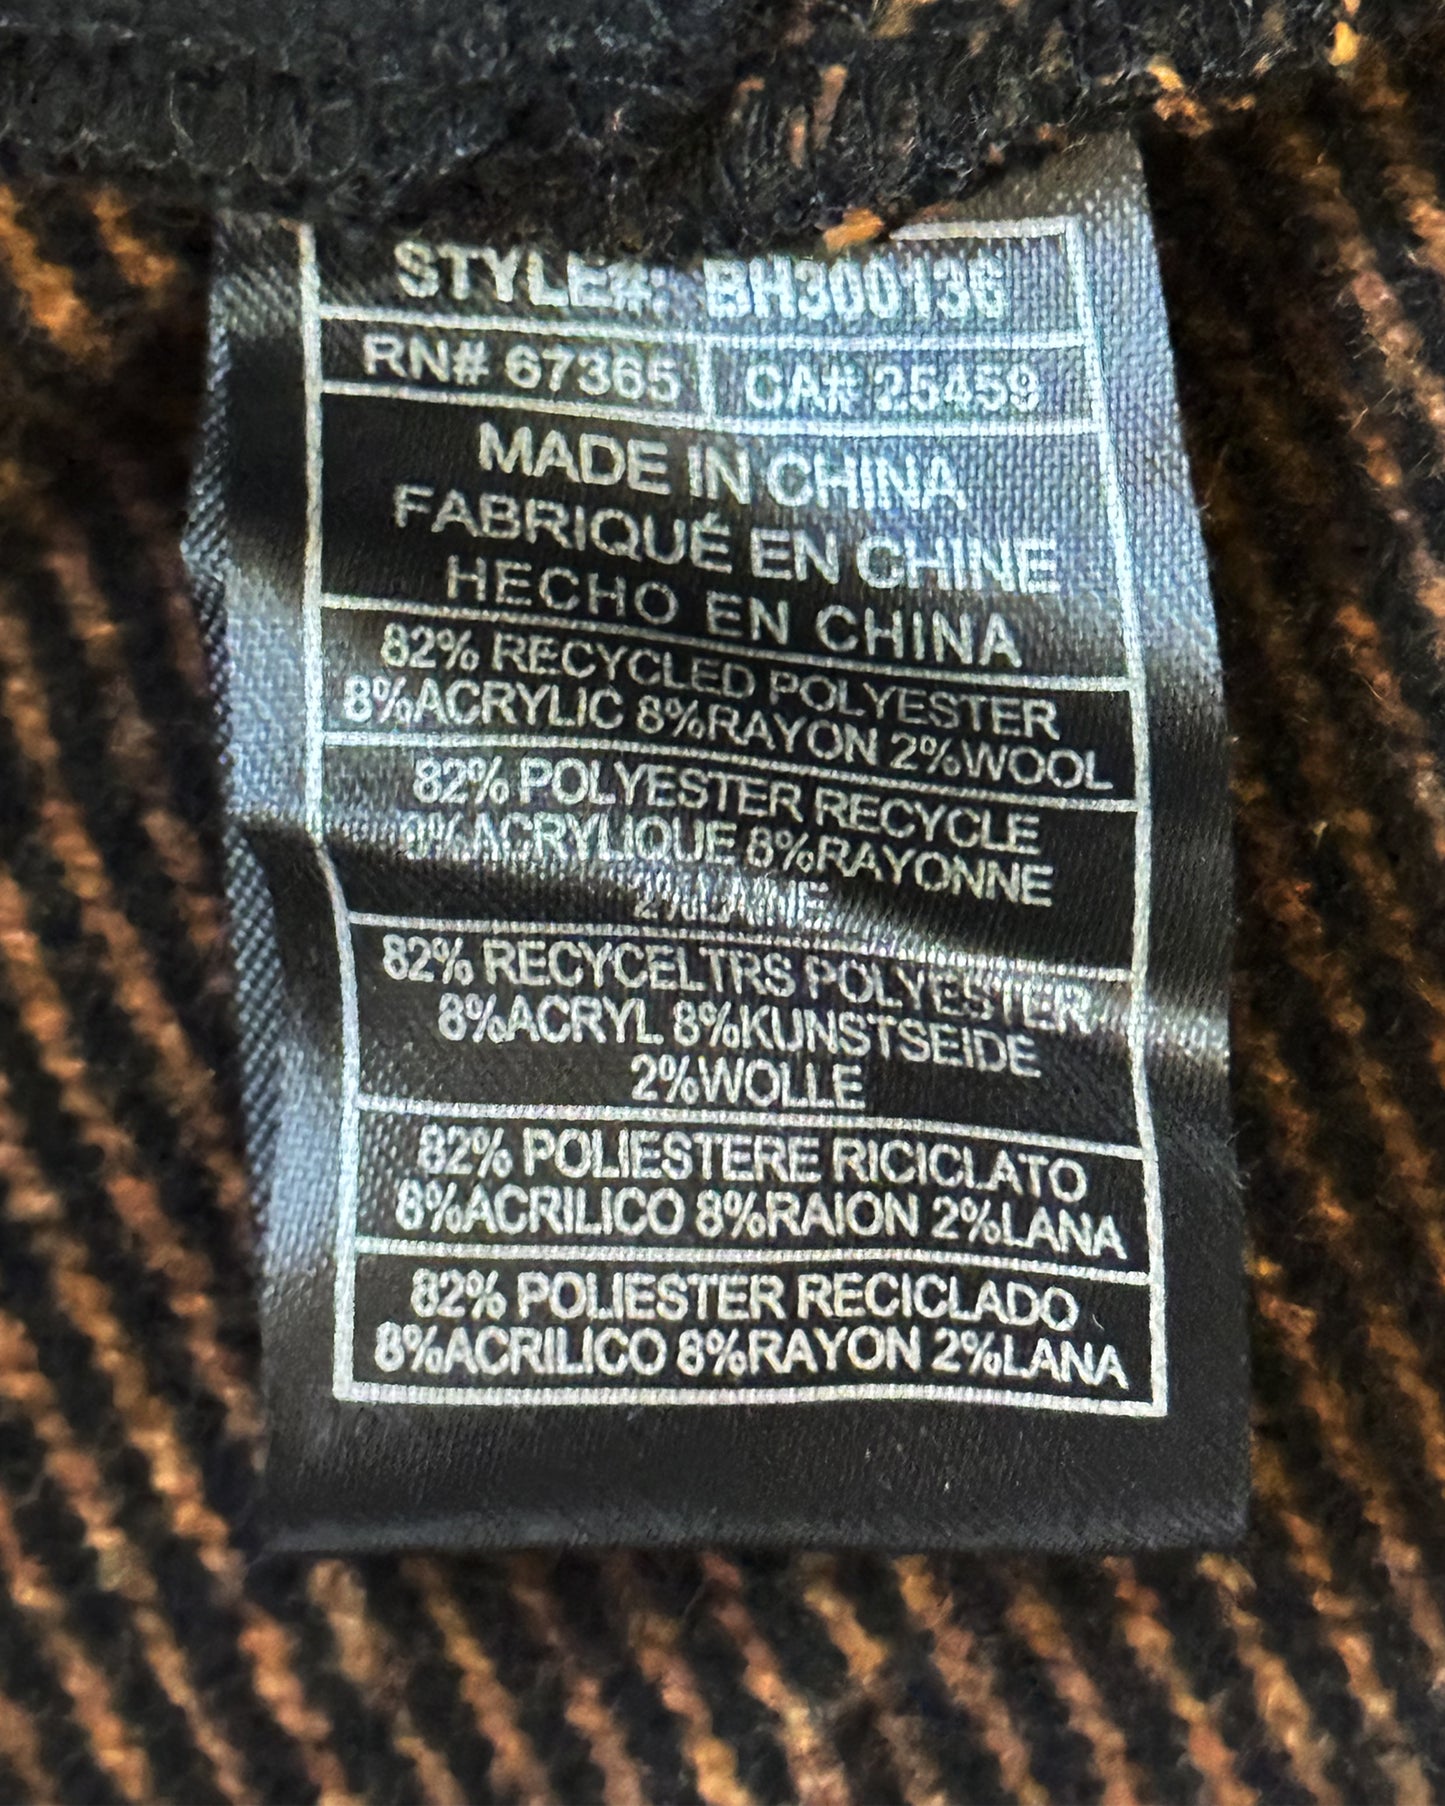 STYLE#: BH300136
RN# 67365 CA# 25459
MADE IN CHINA
FABRIQUÉ EN CHINE
HECHO EN CHINA
82% RECYCLED POLYESTER
8%ACRYLIC 8%RAYON 2%WOOL
82% POLYESTER RECYCLE
8%ACRYLIQUE 8%RAYONNE
2%LAINE
82% RECYCELTRS POLYESTER
8%ACRYL 8%KUNSTSEIDE
2%WOLLE
82% POLIESTERE RICICLATO
8%ACRILICO 8%RAION 2%LANA
82% POLIESTER RECICLADO
8%ACRILICO 8%RAYON 2%LANA